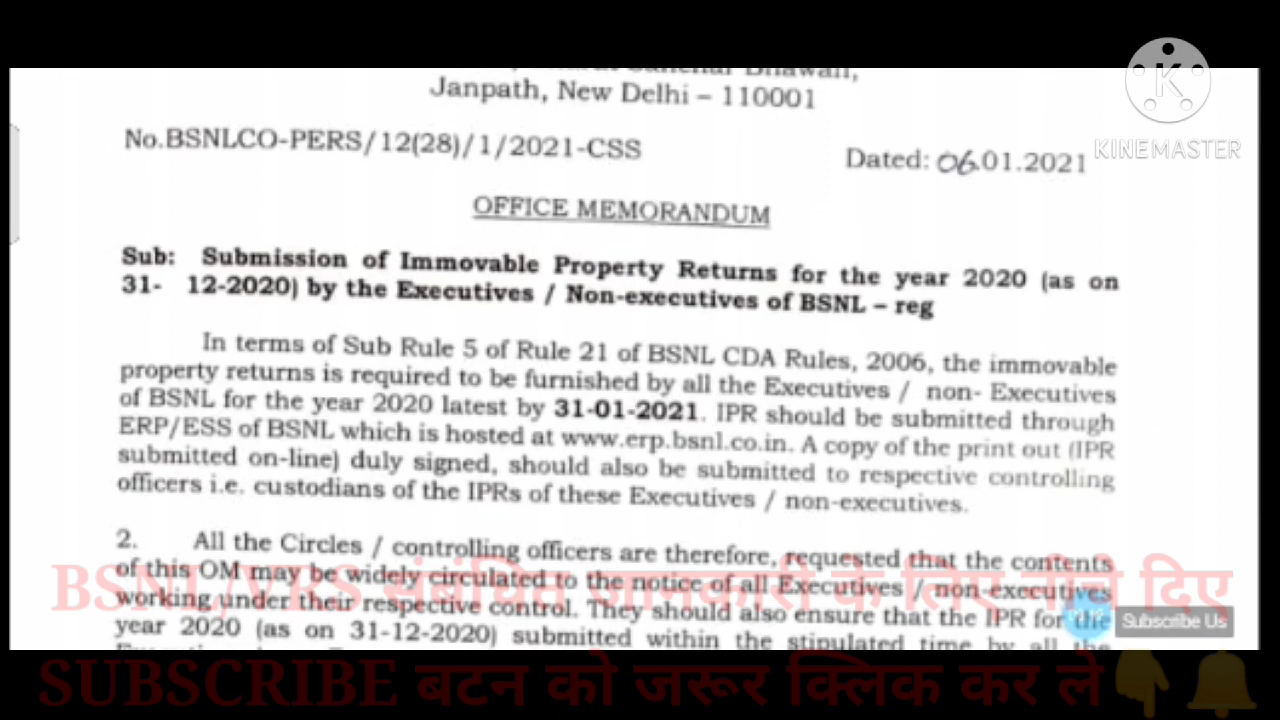 Janpath, New Delhi – 110001
No.BSNLCO-PERS/12(28)/1/2021-CSS
Dated: 06.01.2021
KINEMASTER
OFFICE MEMORANDUM
Sub: Submission of Immovable Property Returns for the year 2020 (as on
31- 12-2020) by the Executives / Non-executives of BSNL – reg
In terms of Sub Rule 5 of Rule 21 of BSNL CDA Rules, 2006, the immovable
property returns is required to be furnished by all the Executives / non- Executives
of BSNL for the year 2020 latest by 31-01-2021. IPR should be submitted through
ERP/ESS of BSNL which is hosted at www.erp.bsnl.co.in. A copy of the print out (IPR
submitted on-line) duly signed, should also be submitted to respective controlling
officers i.e. custodians of the IPRs of these Executives / non-executives.
2. All the Circles / controlling officers are therefore, requested that the contents
of this OM may be widely circulated to the notice of all Executives / non-executives
working under their respective control. They should also ensure that the IPR for the
year 2020 (as on 31-12-2020) submitted within the stipulated time by all the
BSNL,VRS संबंधित जानकारी के लिए नीचे दिए
Subscribe Us
SUBSCRIBE बटन को जरूर क्लिक कर ले